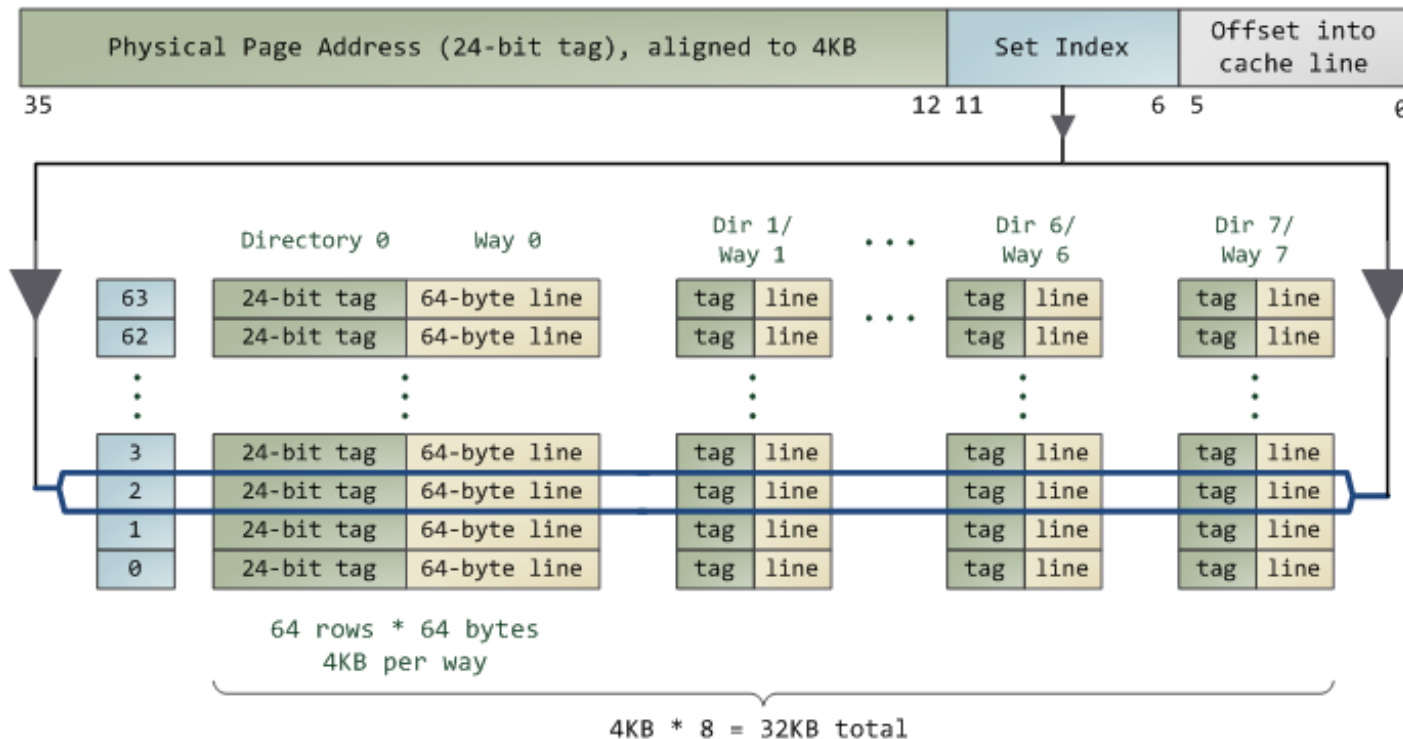 Physical Page Address (24-bit tag), aligned to 4KB
Set Index
Offset into
cache line
35
12
11
6
5
0
Directory 0
Way 0
Dir 1/
Way 1
...
Dir 6/
Way 6
Dir 7/
Way 7
63 24-bit tag 64-byte line tag line tag line tag line
62 24-bit tag 64-byte line tag line ... tag line tag line
3 24-bit tag 64-byte line tag line tag line tag line
2 24-bit tag 64-byte line tag line tag line tag line
1 24-bit tag 64-byte line tag line tag line tag line
0 24-bit tag 64-byte line tag line tag line tag line
64 rows * 64 bytes
4KB per way
4KB * 8 = 32KB total